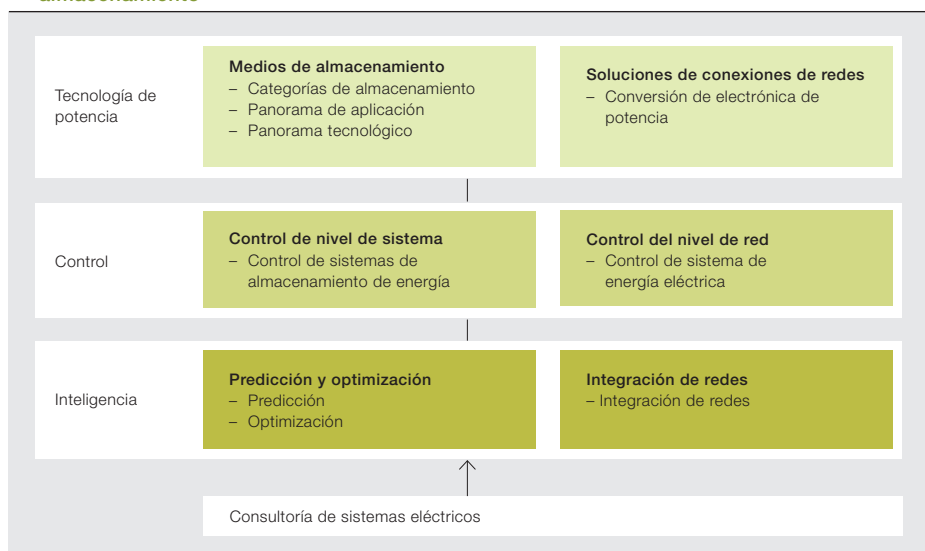 almacenamiento
Tecnología de
potencia
Medios de almacenamiento
– Categorías de almacenamiento
– Panorama de aplicación
– Panorama tecnológico
Soluciones de conexiones de redes
– Conversión de electrónica de
potencia
Control
Control de nivel de sistema
– Control de sistemas de
almacenamiento de energía
Control del nivel de red
– Control de sistema de
energía eléctrica
Inteligencia
Predicción y optimización
– Predicción
– Optimización
Integración de redes
– Integración de redes
Consultoría de sistemas eléctricos